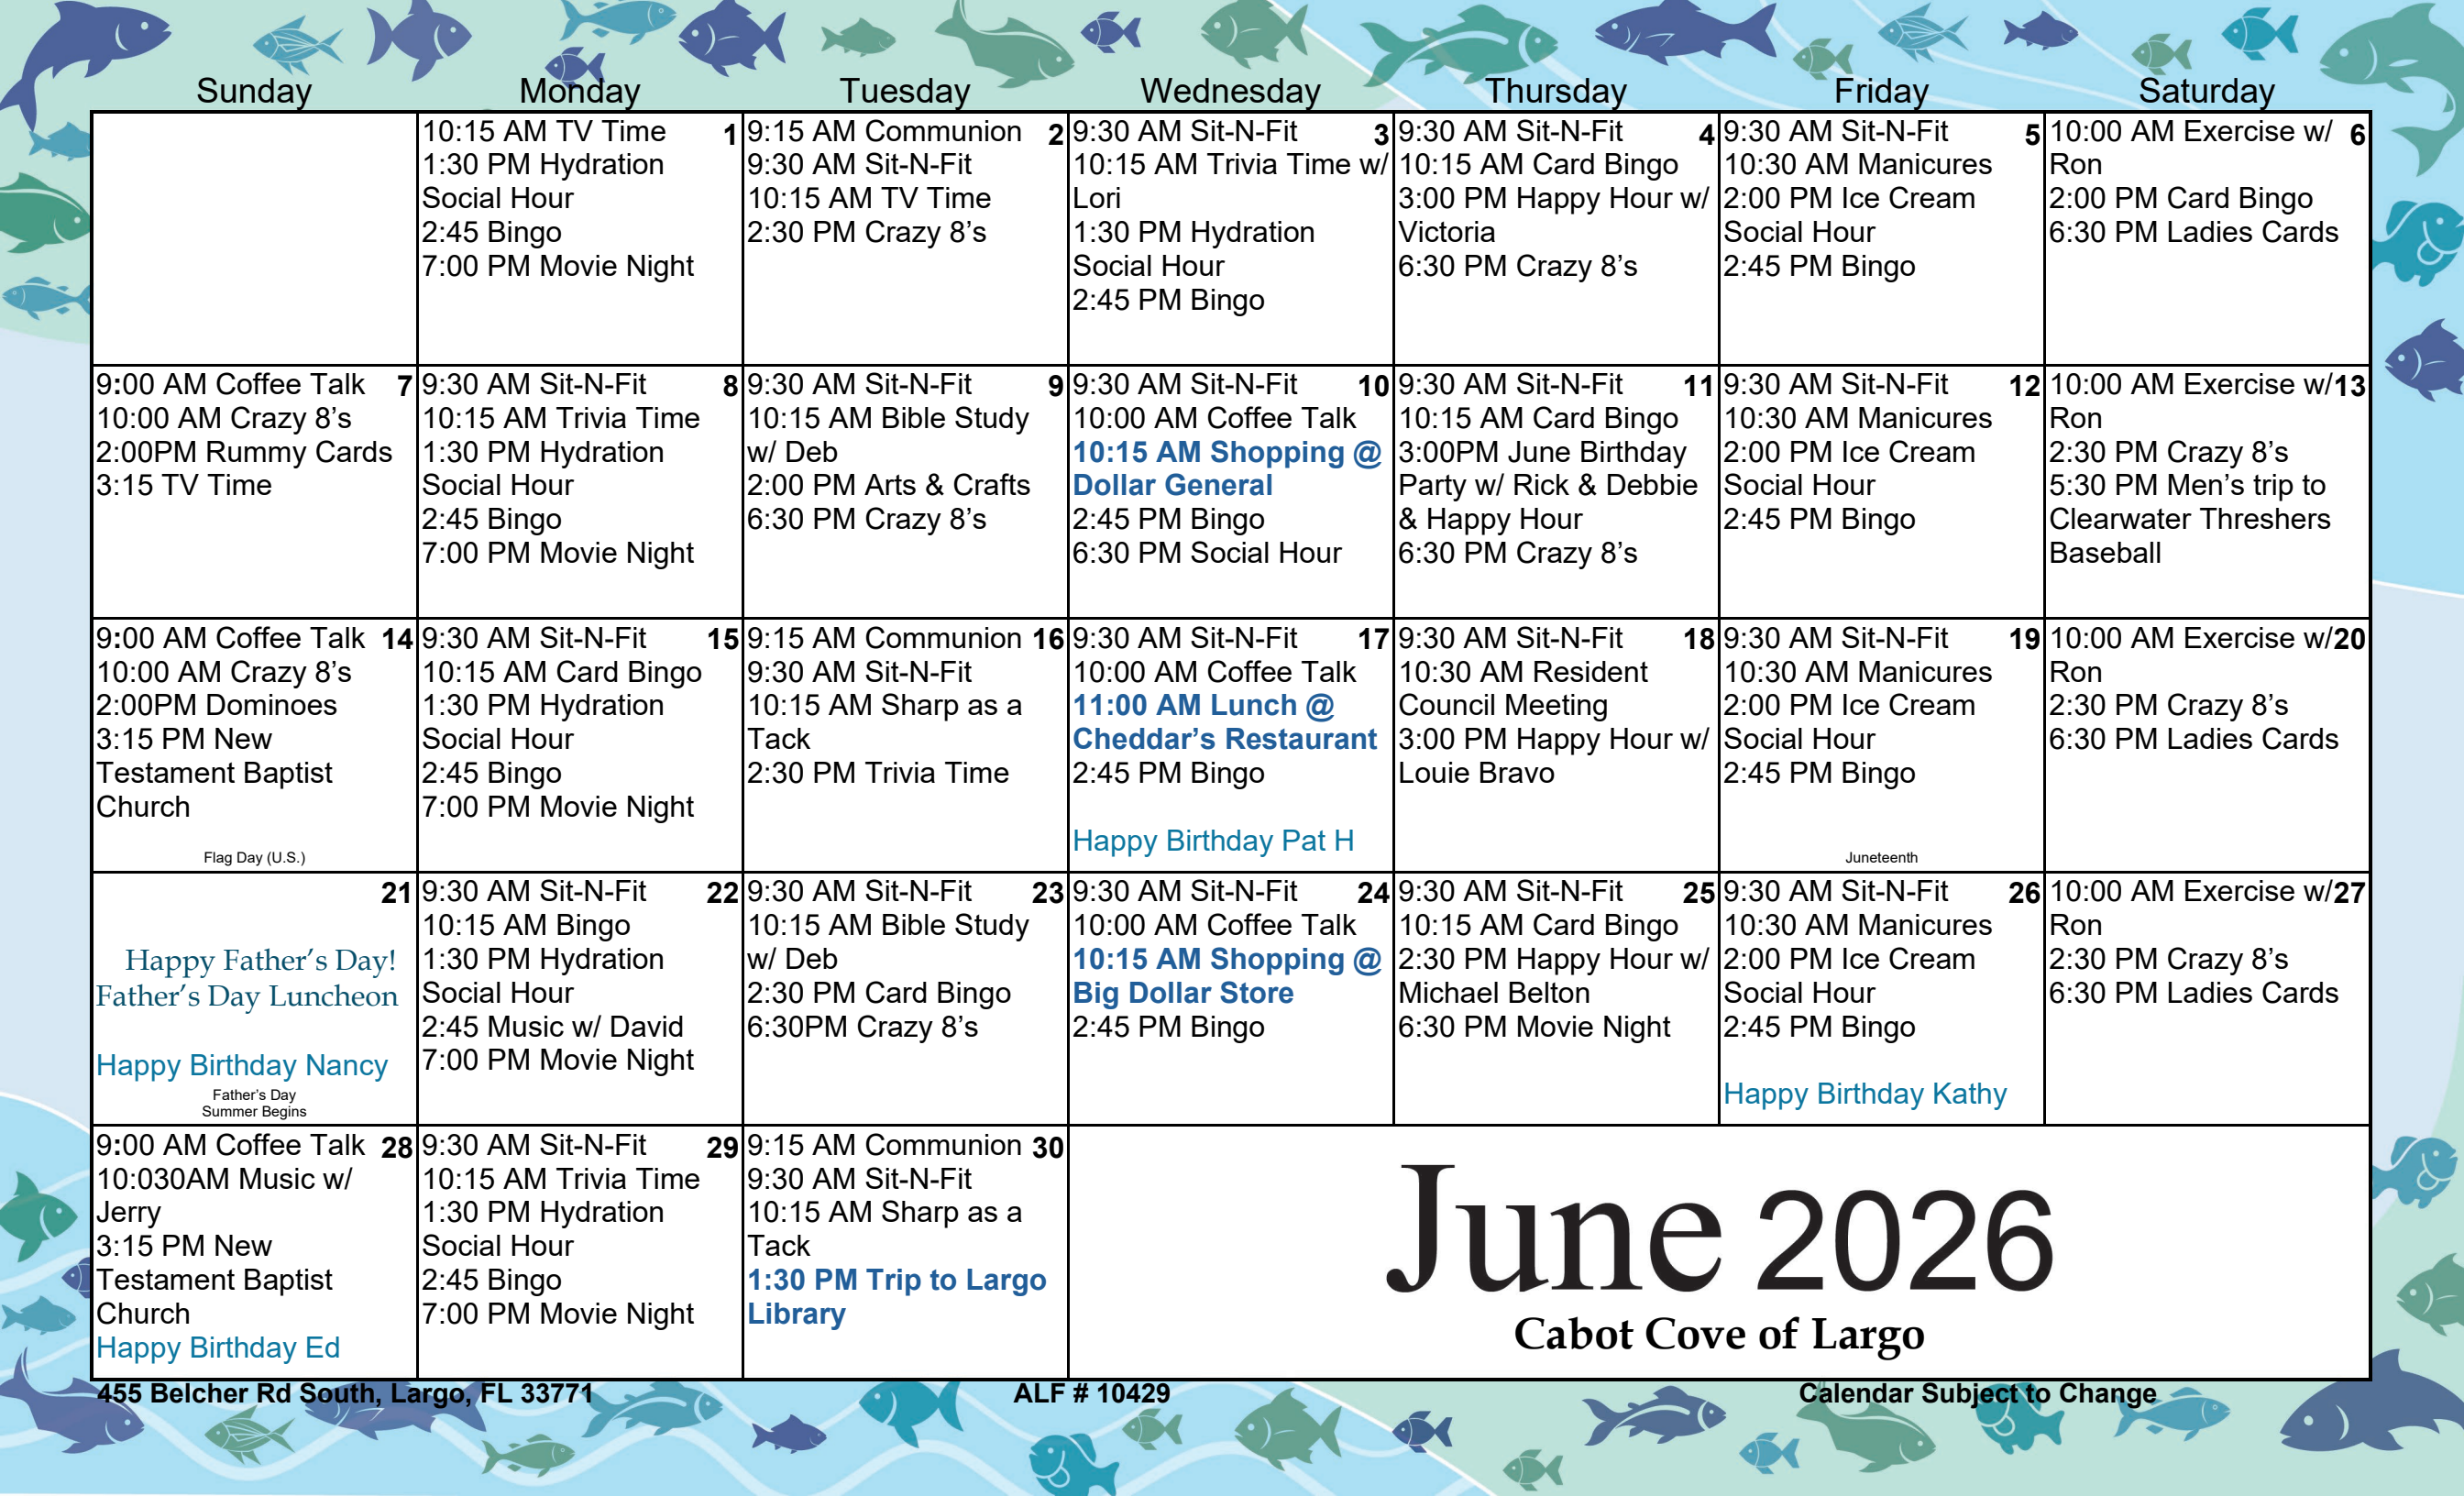 Sunday Monday Tuesday Wednesday Thursday Friday Saturday
10:15 AM TV Time 1
1:30 PM Hydration
Social Hour
2:45 Bingo
7:00 PM Movie Night
9:15 AM Communion 2
9:30 AM Sit-N-Fit
10:15 AM TV Time
2:30 PM Crazy 8’s
9:30 AM Sit-N-Fit 3
10:15 AM Trivia Time w/
Lori
1:30 PM Hydration
Social Hour
2:45 PM Bingo
9:30 AM Sit-N-Fit 4
10:15 AM Card Bingo
3:00 PM Happy Hour w/
Victoria
6:30 PM Crazy 8’s
9:30 AM Sit-N-Fit 5
10:30 AM Manicures
2:00 PM Ice Cream
Social Hour
2:45 PM Bingo
10:00 AM Exercise w/ 6
Ron
2:00 PM Card Bingo
6:30 PM Ladies Cards
9:00 AM Coffee Talk 7
10:00 AM Crazy 8’s
2:00PM Rummy Cards
3:15 TV Time
9:30 AM Sit-N-Fit 8
10:15 AM Trivia Time
1:30 PM Hydration
Social Hour
2:45 Bingo
7:00 PM Movie Night
9:30 AM Sit-N-Fit 9
10:15 AM Bible Study
w/ Deb
2:00 PM Arts & Crafts
6:30 PM Crazy 8’s
9:30 AM Sit-N-Fit 10
10:00 AM Coffee Talk
10:15 AM Shopping @
Dollar General
2:45 PM Bingo
6:30 PM Social Hour
9:30 AM Sit-N-Fit 11
10:15 AM Card Bingo
3:00PM June Birthday
Party w/ Rick & Debbie
& Happy Hour
6:30 PM Crazy 8’s
9:30 AM Sit-N-Fit 12
10:30 AM Manicures
2:00 PM Ice Cream
Social Hour
2:45 PM Bingo
10:00 AM Exercise w/ 13
Ron
2:30 PM Crazy 8’s
5:30 PM Men’s trip to
Clearwater Threshers
Baseball
9:00 AM Coffee Talk 14
10:00 AM Crazy 8’s
2:00PM Dominoes
3:15 PM New
Testament Baptist
Church
Flag Day (U.S.)
9:30 AM Sit-N-Fit 15
10:15 AM Card Bingo
1:30 PM Hydration
Social Hour
2:45 Bingo
7:00 PM Movie Night
9:15 AM Communion 16
9:30 AM Sit-N-Fit
10:15 AM Sharp as a
Tack
2:30 PM Trivia Time
9:30 AM Sit-N-Fit 17
10:00 AM Coffee Talk
11:00 AM Lunch @
Cheddar’s Restaurant
2:45 PM Bingo
Happy Birthday Pat H
9:30 AM Sit-N-Fit 18
10:30 AM Resident
Council Meeting
3:00 PM Happy Hour w/
Louie Bravo
9:30 AM Sit-N-Fit 19
10:30 AM Manicures
2:00 PM Ice Cream
Social Hour
2:45 PM Bingo
Juneteenth
10:00 AM Exercise w/ 20
Ron
2:30 PM Crazy 8’s
6:30 PM Ladies Cards
21
Happy Father’s Day!
Father’s Day Luncheon
Happy Birthday Nancy
Father’s Day
Summer Begins
9:30 AM Sit-N-Fit 22
10:15 AM Bingo
1:30 PM Hydration
Social Hour
2:45 Music w/ David
7:00 PM Movie Night
9:30 AM Sit-N-Fit 23
10:15 AM Bible Study
w/ Deb
2:30 PM Card Bingo
6:30PM Crazy 8’s
9:30 AM Sit-N-Fit 24
10:00 AM Coffee Talk
10:15 AM Shopping @
Big Dollar Store
2:45 PM Bingo
9:30 AM Sit-N-Fit 25
10:15 AM Card Bingo
2:30 PM Happy Hour w/
Michael Belton
6:30 PM Movie Night
9:30 AM Sit-N-Fit 26
10:30 AM Manicures
2:00 PM Ice Cream
Social Hour
2:45 PM Bingo
Happy Birthday Kathy
10:00 AM Exercise w/ 27
Ron
2:30 PM Crazy 8’s
6:30 PM Ladies Cards
9:00 AM Coffee Talk 28
10:030AM Music w/
Jerry
3:15 PM New
Testament Baptist
Church
Happy Birthday Ed
9:30 AM Sit-N-Fit 29
10:15 AM Trivia Time
1:30 PM Hydration
Social Hour
2:45 Bingo
7:00 PM Movie Night
9:15 AM Communion 30
9:30 AM Sit-N-Fit
10:15 AM Sharp as a
Tack
1:30 PM Trip to Largo
Library
June 2026
Cabot Cove of Largo
455 Belcher Rd South, Largo, FL 33771 ALF # 10429 Calendar Subject to Change